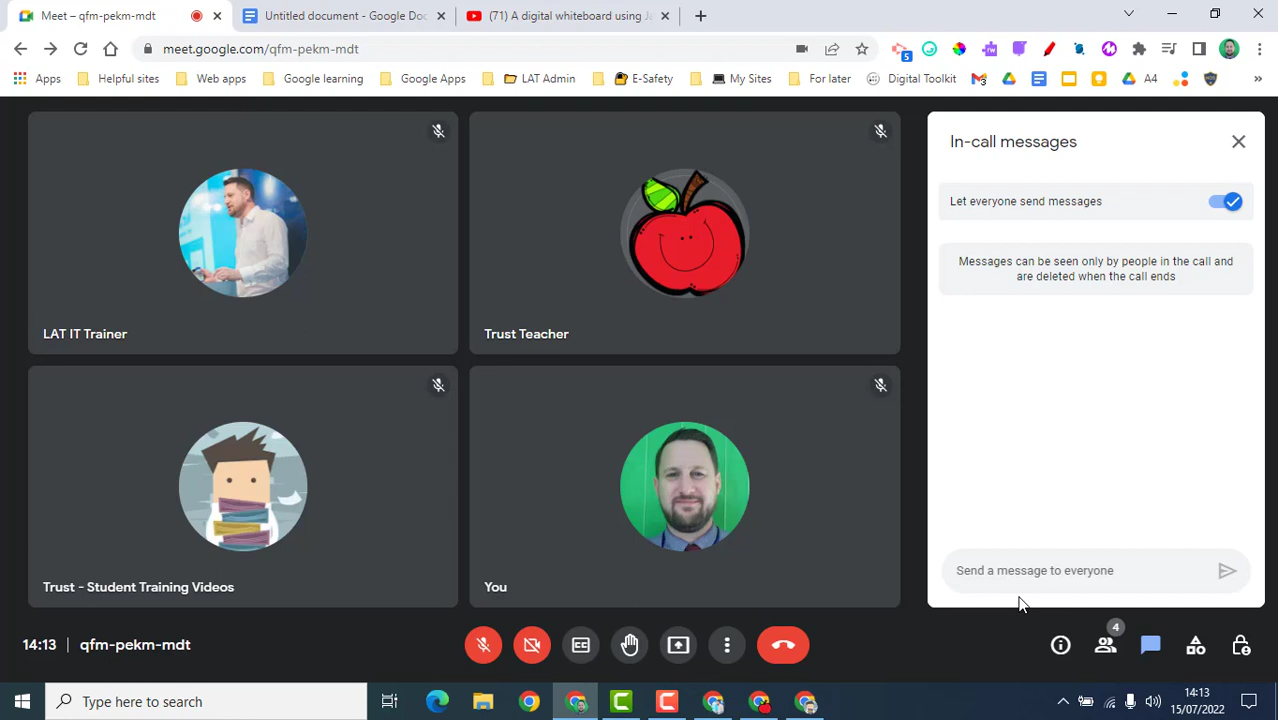 Meet – qfm-pekm-mdt
Untitled document - Google Doc
(71) A digital whiteboard using Ja
meet.google.com/qfm-pekm-mdt
5
Apps
Helpful sites
Web apps
Google learning
Google Apps
LAT Admin
E-Safety
My Sites
For later
Digital Toolkit
3
A4
»
LAT IT Trainer
Trust Teacher
Trust - Student Training Videos
You
In-call messages
Let everyone send messages
Messages can be seen only by people in the call and
are deleted when the call ends
Send a message to everyone
14:13 | qfm-pekm-mdt
CC
4
Type here to search
14:13
15/07/2022